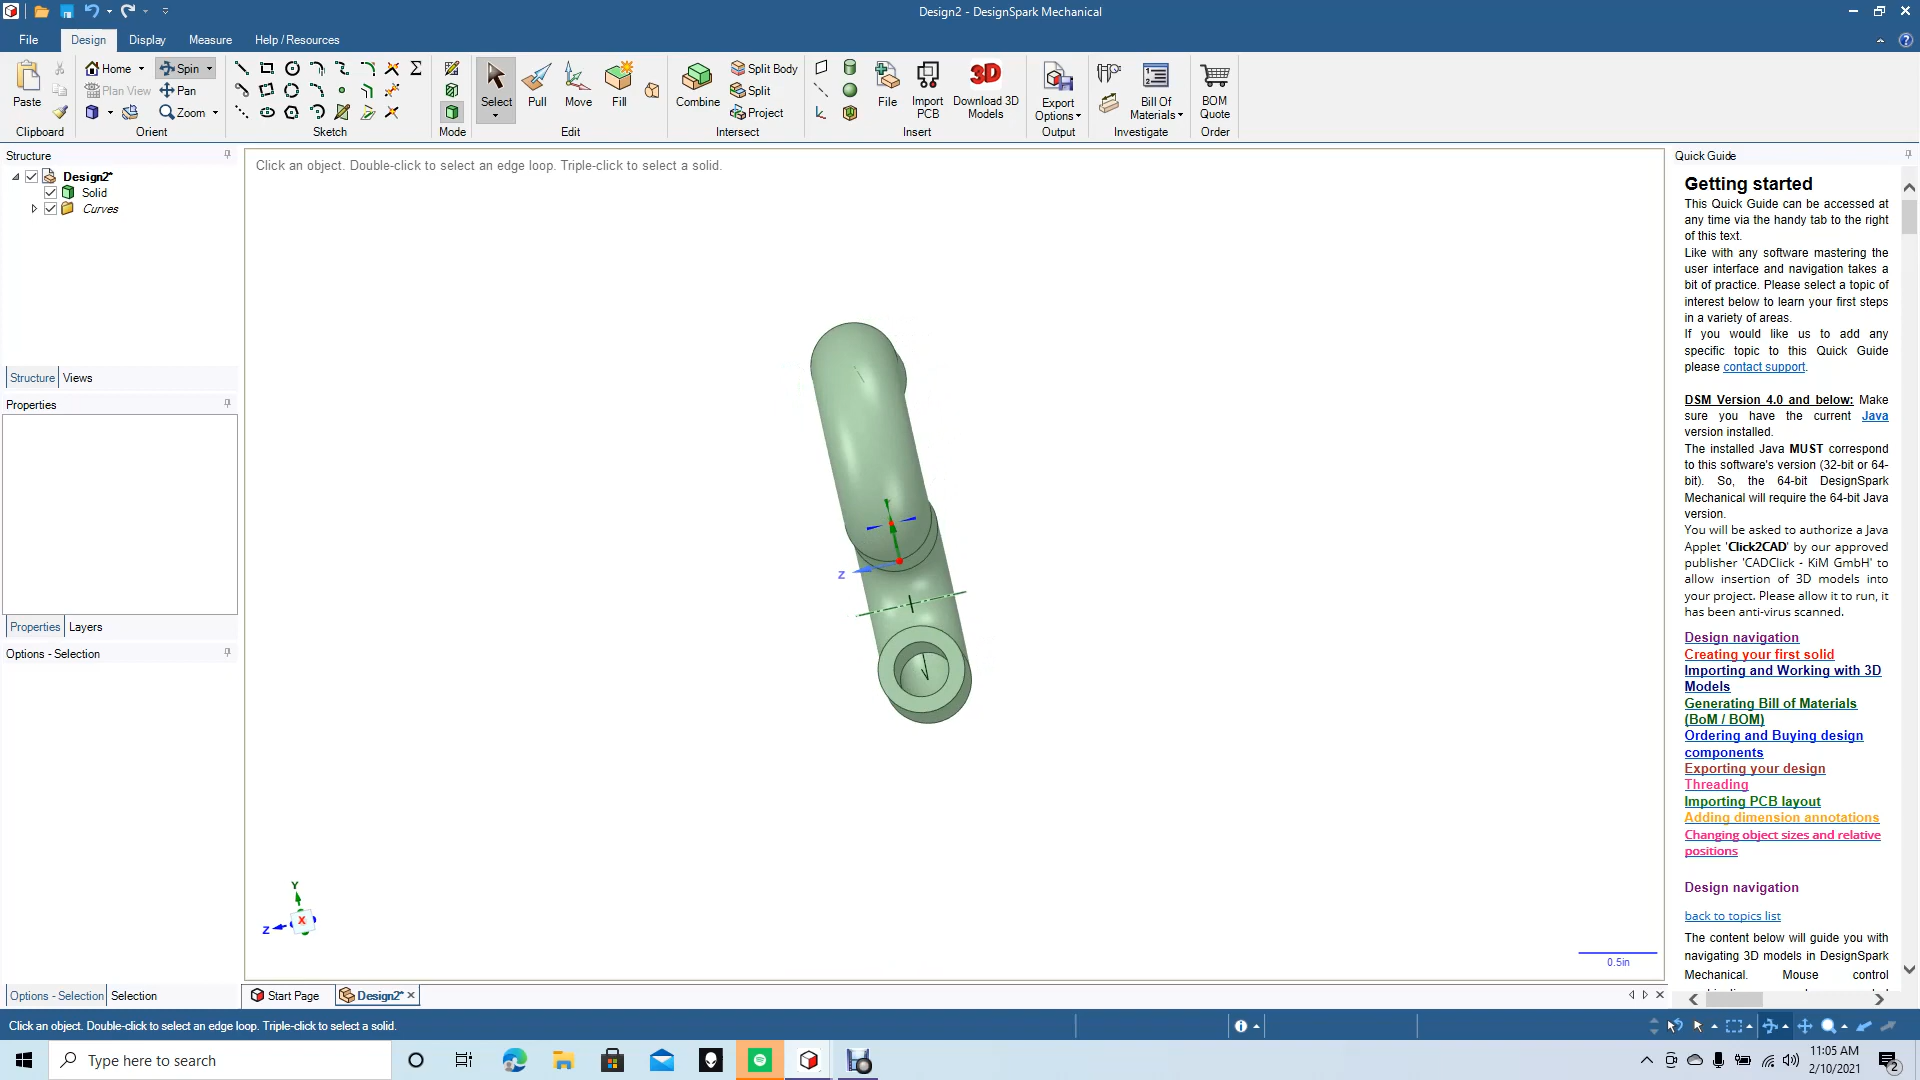 Design2 - DesignSpark Mechanical
File Design Display Measure Help / Resources
Paste
Clipboard
Home Spin
Plan View Pan
Zoom
Orient
Sketch
Mode
Select
Pull
Move
Fill
Edit
Combine
Split Body
Split
Project
Intersect
File
Import
PCB
3D
Download 3D
Models
Insert
Export
Options
Output
Bill Of
Materials
Investigate
BOM
Quote
Order
Structure
Design2*
Solid
Curves
Structure Views
Properties
Properties Layers
Options - Selection
Options - Selection Selection
Click an object. Double-click to select an edge loop. Triple-click to select a solid.
Z
Y
X
Z
0.5in
Start Page Design2*
Quick Guide
Getting started
This Quick Guide can be accessed at
any time via the handy tab to the right
of this text.
Like with any software mastering the
user interface and navigation takes a
bit of practice. Please select a topic of
interest below to learn your first steps
in a variety of areas.
If you would like us to add any
specific topic to this Quick Guide
please contact support.
DSM Version 4.0 and below: Make
sure you have the current Java
version installed.
The installed Java MUST correspond
to this software's version (32-bit or 64-
bit). So, the 64-bit DesignSpark
Mechanical will require the 64-bit Java
version.
You will be asked to authorize a Java
Applet 'Click2CAD' by our approved
publisher 'CADClick - KiM GmbH' to
allow insertion of 3D models into
your project. Please allow it to run, it
has been anti-virus scanned.
Design navigation
Creating your first solid
Importing and Working with 3D
Models
Generating Bill of Materials
(BoM / BOM)
Ordering and Buying design
components
Exporting your design
Threading
Importing PCB layout
Adding dimension annotations
Changing object sizes and relative
positions
Design navigation
back to topics list
The content below will guide you with
navigating 3D models in DesignSpark
Mechanical. Mouse control
Click an object. Double-click to select an edge loop. Triple-click to select a solid.
Type here to search
11:05 AM
2/10/2021
2